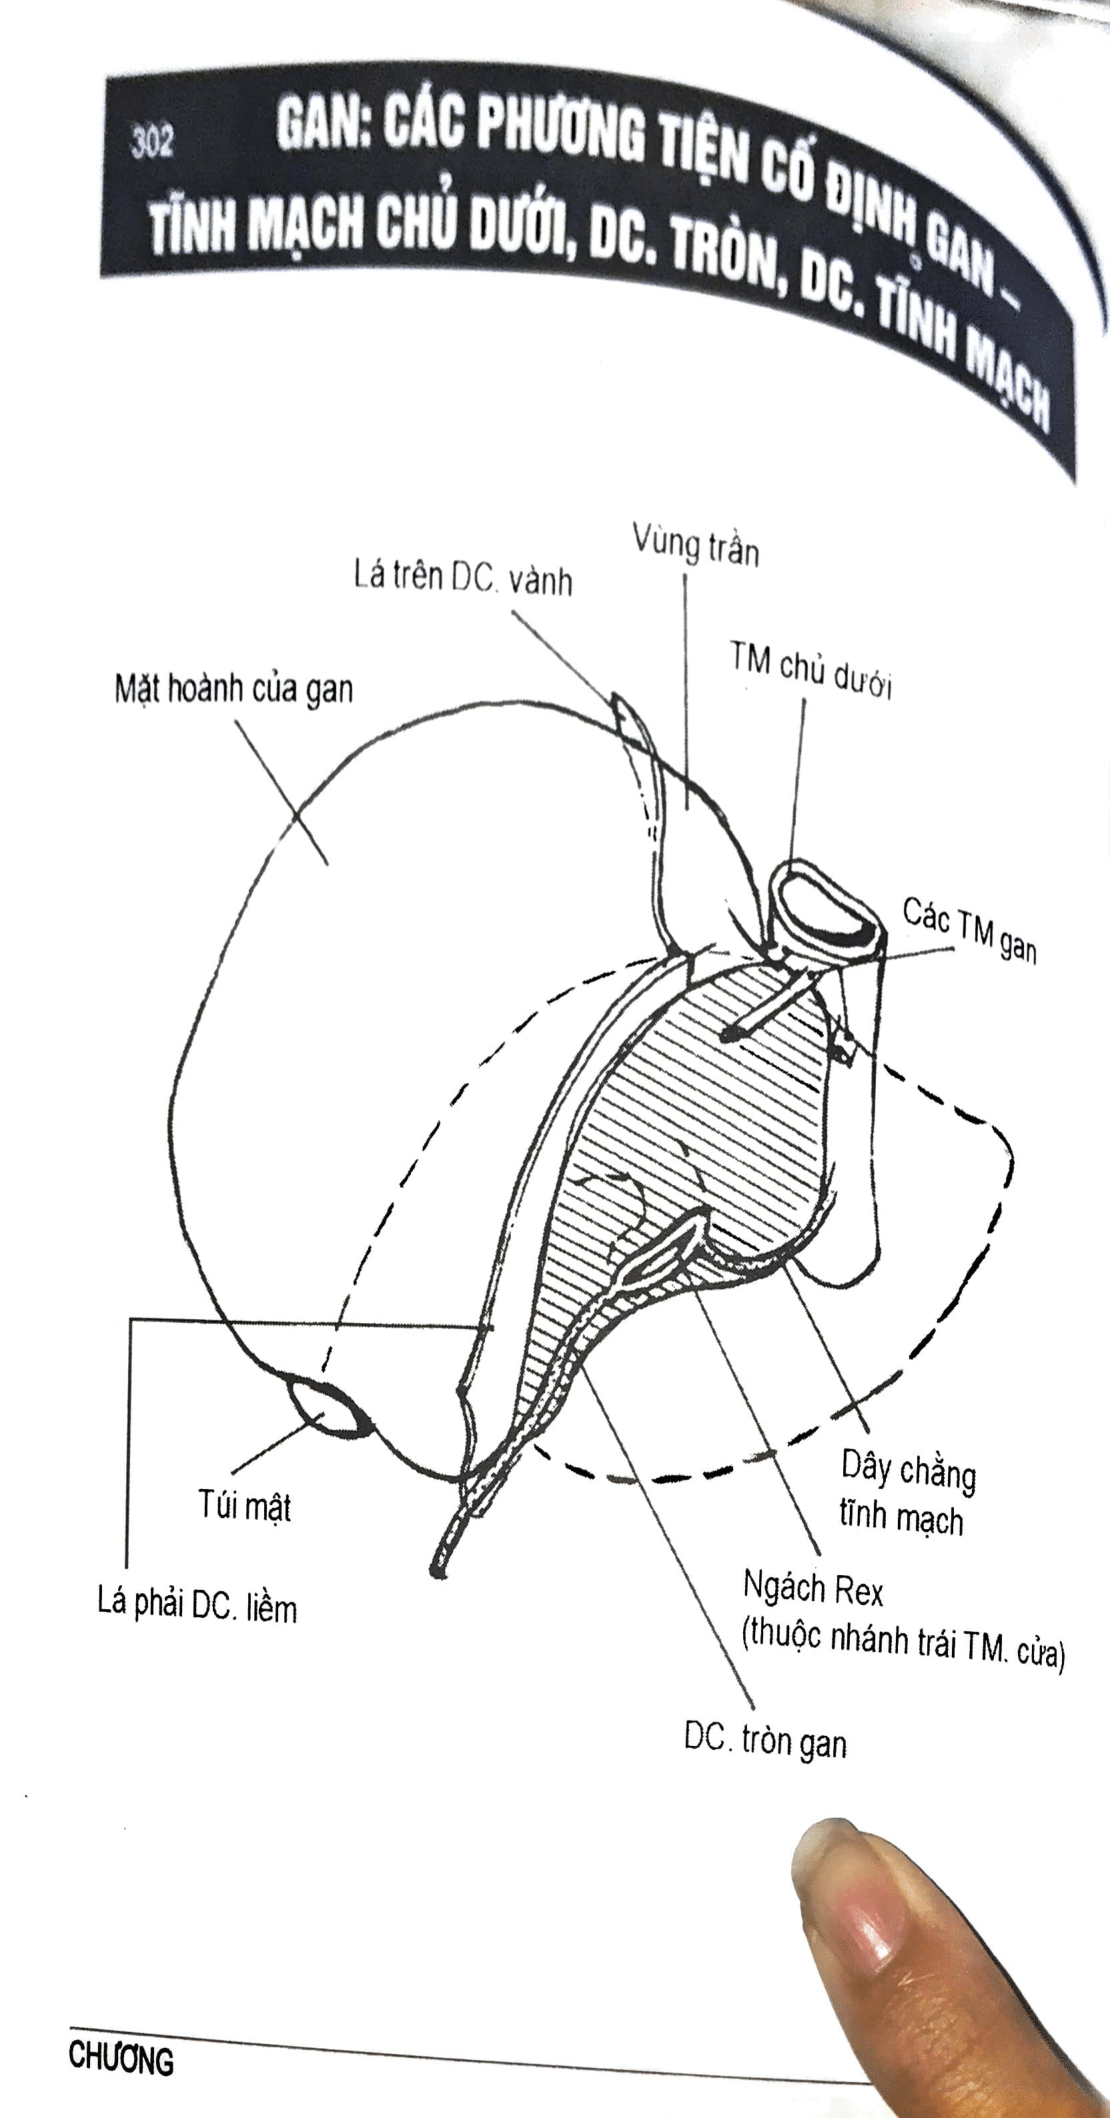 302
GAN: CÁC PHƯƠNG TIỆN CỐ ĐỊNH GAN –
TĨNH MẠCH CHỦ DƯỚI, DC. TRÒN, DC. TĨNH MẠCH
Vùng trần
Lá trên DC. vành
TM chủ dưới
Mặt hoành của gan
Các TM gan
Dây chằng
tĩnh mạch
Túi mật
Ngách Rex
(thuộc nhánh trái TM. cửa)
Lá phải DC. liềm
DC. tròn gan
CHƯƠNG